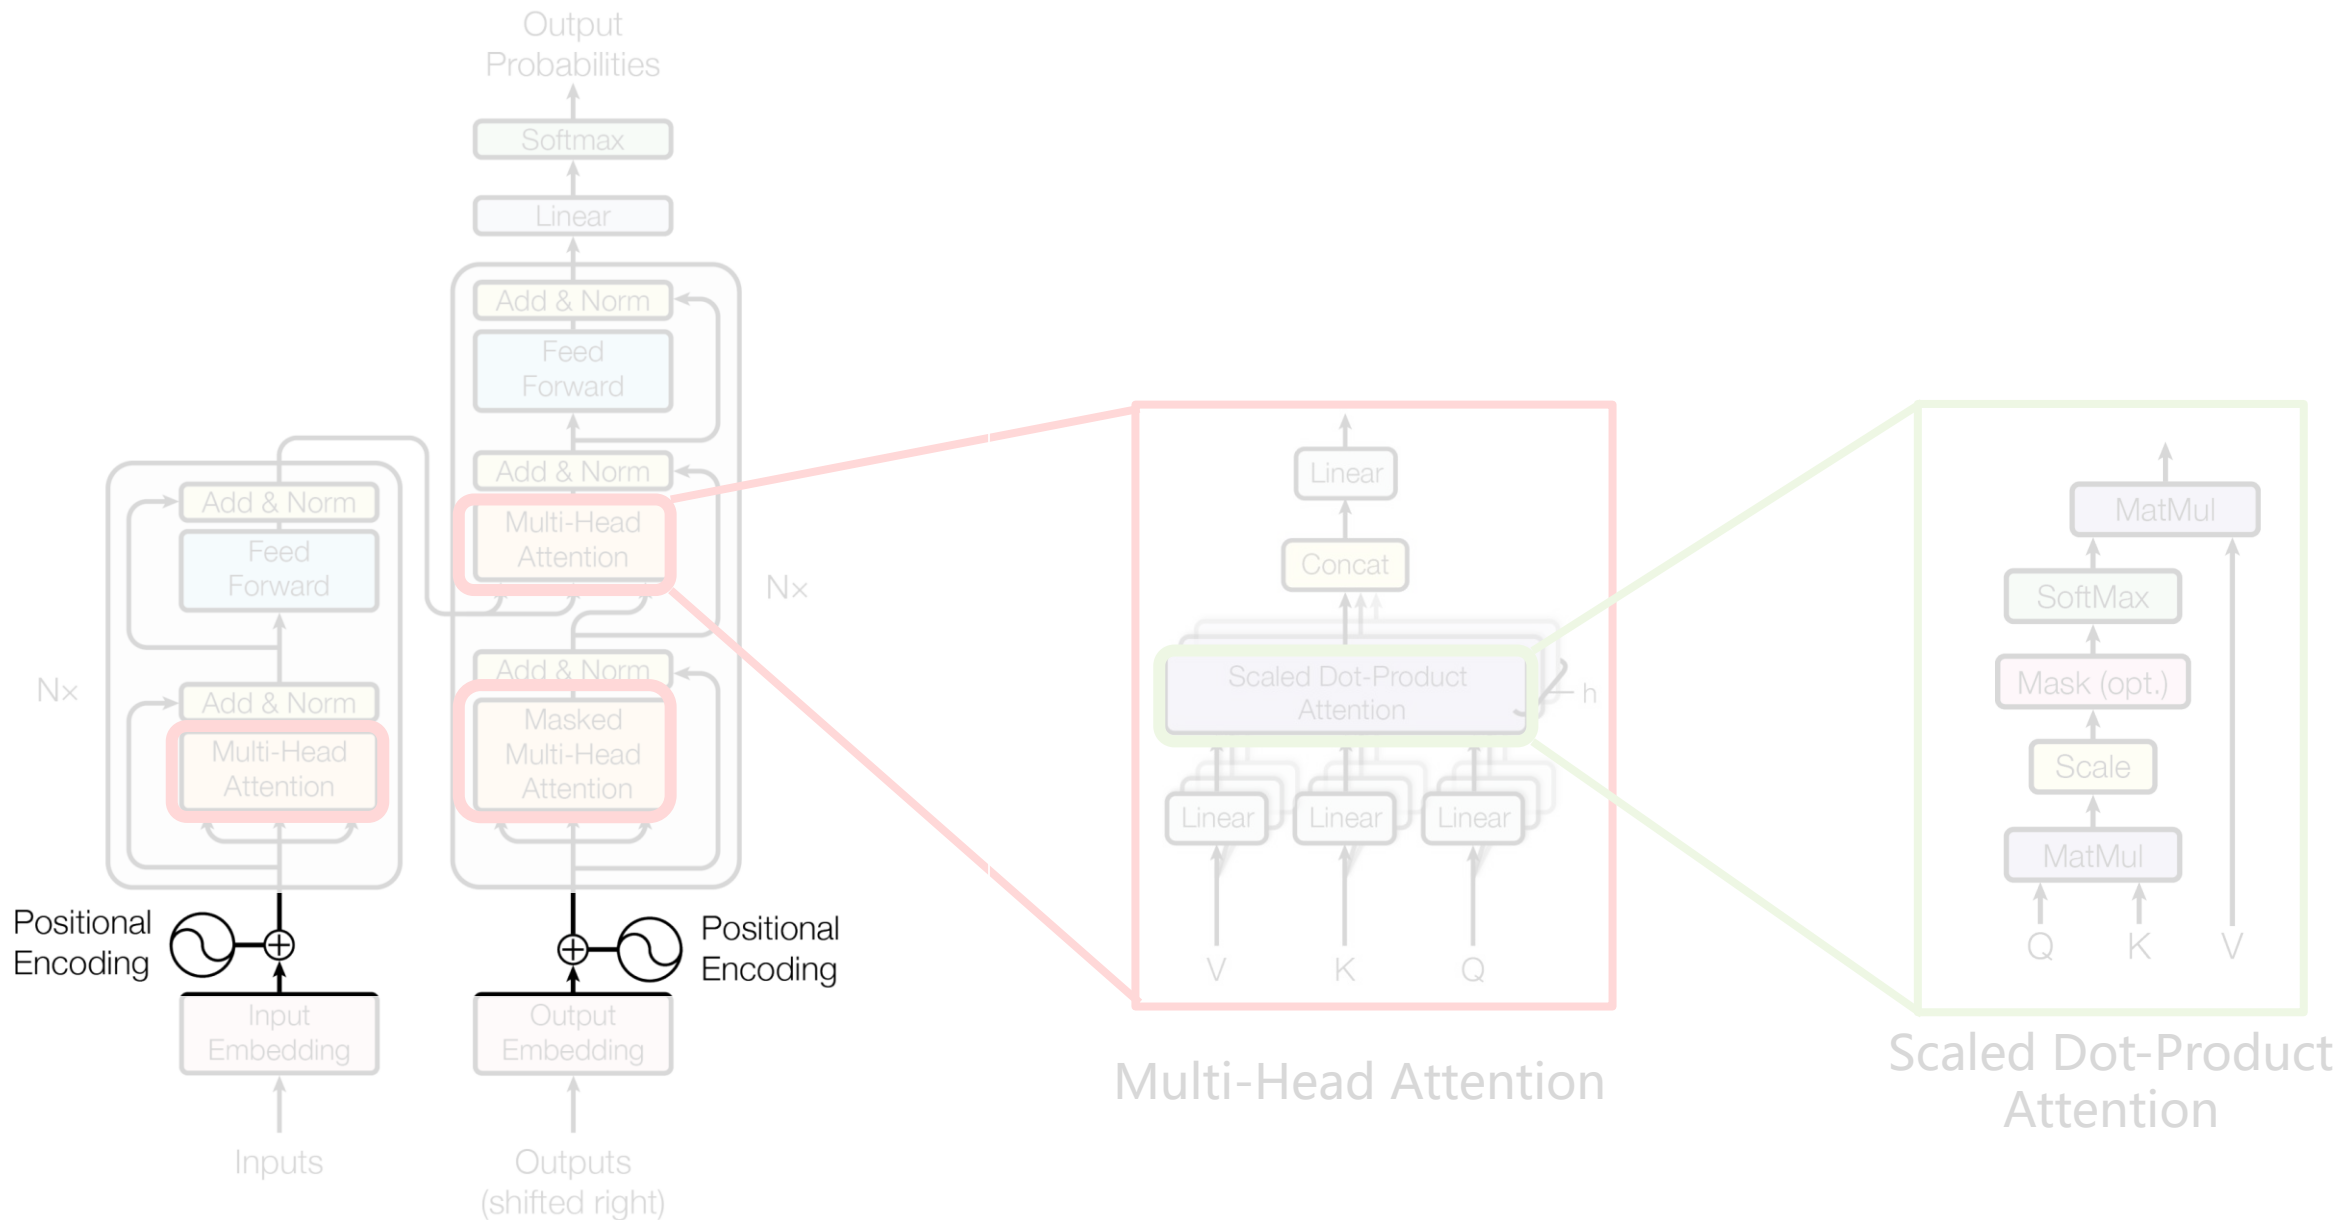 Output
Probabilities
Softmax
Linear
Add & Norm
Feed
Forward
Add & Norm
Multi-Head
Attention
N×
Add & Norm
Masked
Multi-Head
Attention
Add & Norm
Feed
Forward
N×
Add & Norm
Multi-Head
Attention
Positional
Encoding
Positional
Encoding
Input
Embedding
Output
Embedding
Inputs
Outputs
(shifted right)
Linear
Concat
Scaled Dot-Product
Attention
h
Linear
Linear
Linear
V
K
Q
Multi-Head Attention
MatMul
SoftMax
Mask (opt.)
Scale
MatMul
Q
K
V
Scaled Dot-Product
Attention